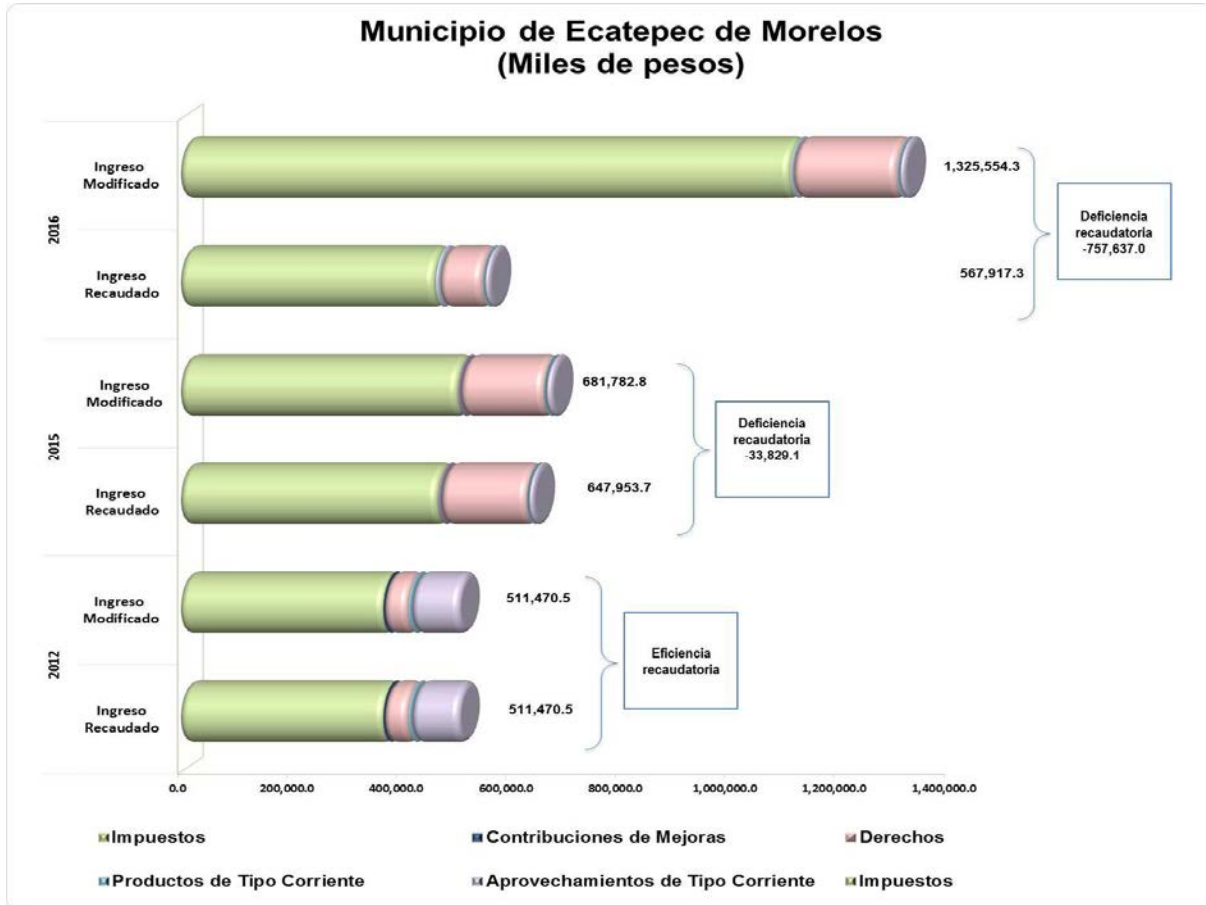 Municipio de Ecatepec de Morelos
(Miles de pesos)
2016
Ingreso
Modificado
1,325,554.3
Ingreso
Recaudado
567,917.3
Deficiencia
recaudatoria
-757,637.0
2015
Ingreso
Modificado
681,782.8
Ingreso
Recaudado
647,953.7
Deficiencia
recaudatoria
-33,829.1
2012
Ingreso
Modificado
511,470.5
Ingreso
Recaudado
511,470.5
Eficiencia
recaudatoria
0.0 200,000.0 400,000.0 600,000.0 800,000.0 1,000,000.0 1,200,000.0 1,400,000.0
Impuestos Contribuciones de Mejoras Derechos
Productos de Tipo Corriente Aprovechamientos de Tipo Corriente Impuestos